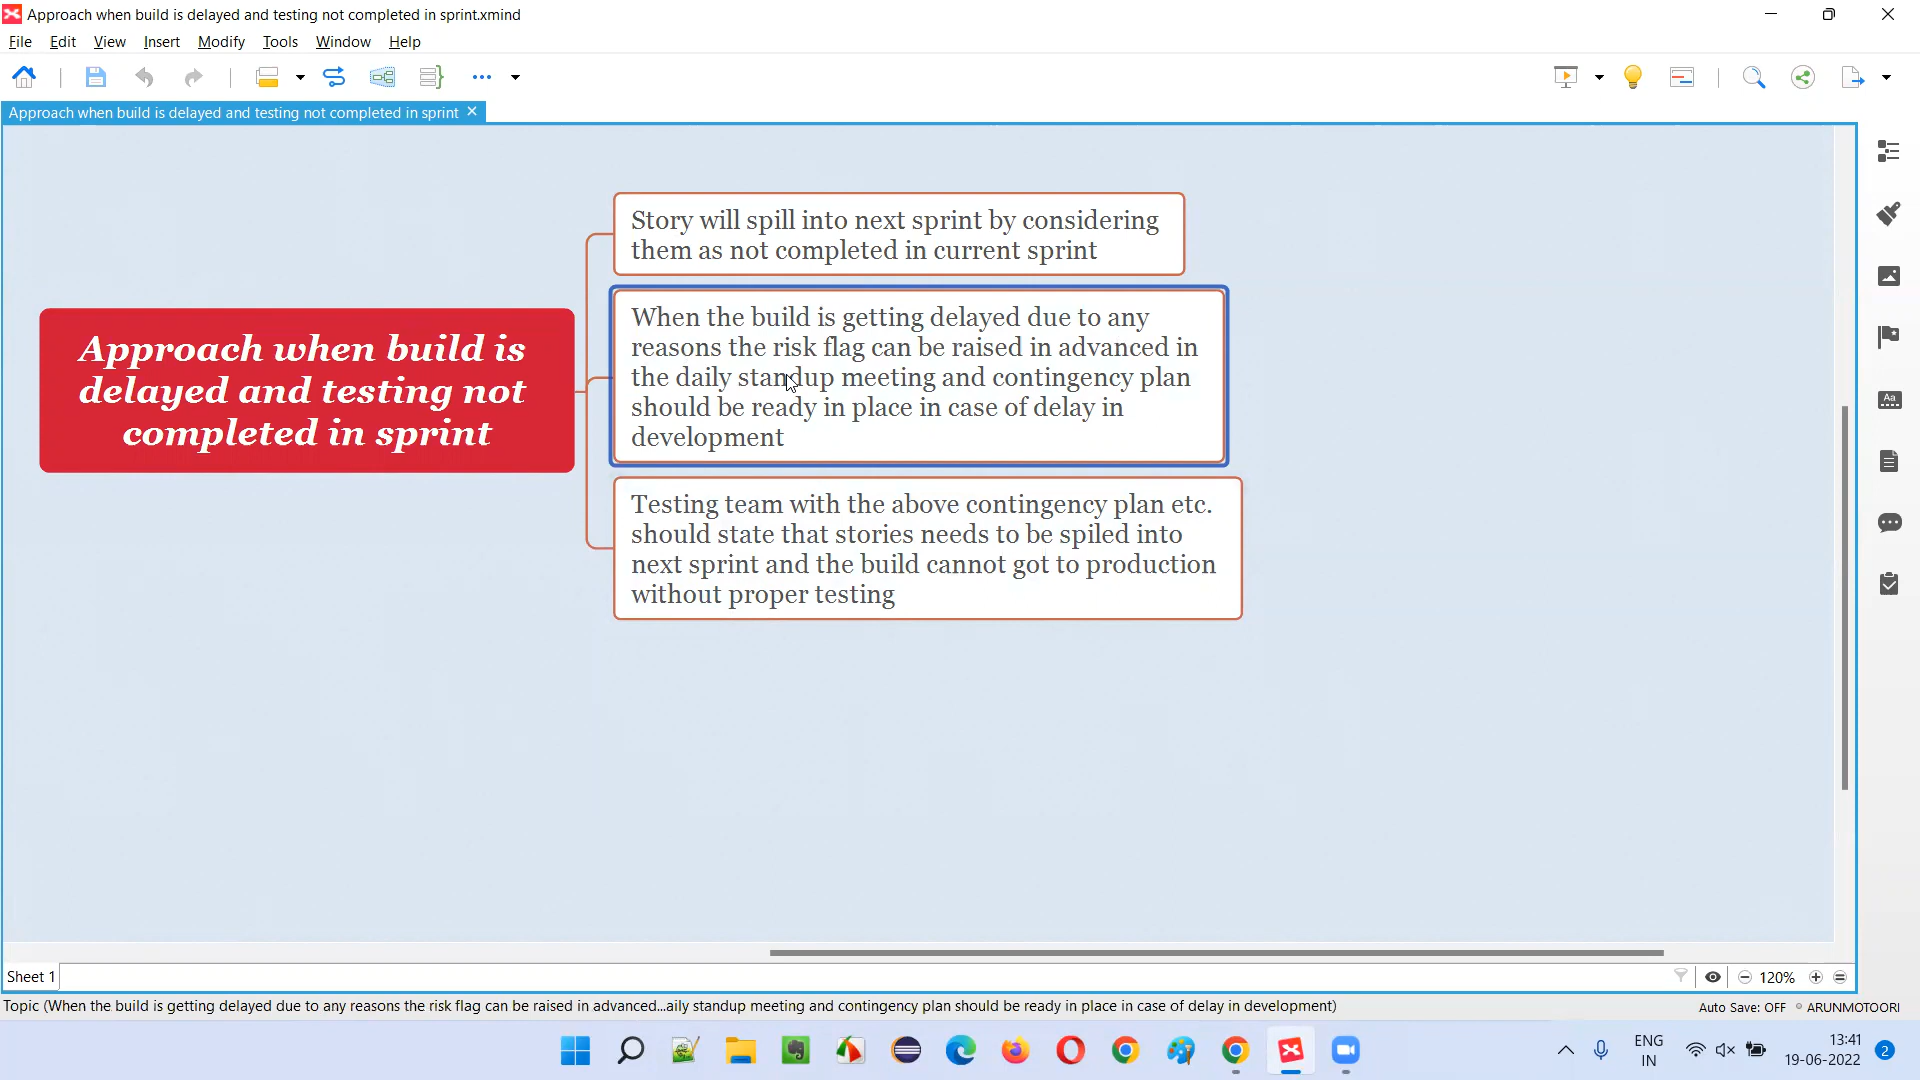 Approach when build is delayed and testing not completed in sprint.xmind
File Edit View Insert Modify Tools Window Help
Approach when build is delayed and testing not completed in sprint
Story will spill into next sprint by considering
them as not completed in current sprint
Approach when build is
delayed and testing not
completed in sprint
When the build is getting delayed due to any
reasons the risk flag can be raised in advanced in
the daily standup meeting and contingency plan
should be ready in place in case of delay in
development
Testing team with the above contingency plan etc.
should state that stories needs to be spiled into
next sprint and the build cannot got to production
without proper testing
Aa
Sheet 1
120%
Topic (When the build is getting delayed due to any reasons the risk flag can be raised in advanced...aily standup meeting and contingency plan should be ready in place in case of delay in development)
Auto Save: OFF ARUNMOTOORI
ENG
IN
13:41
19-06-2022
2